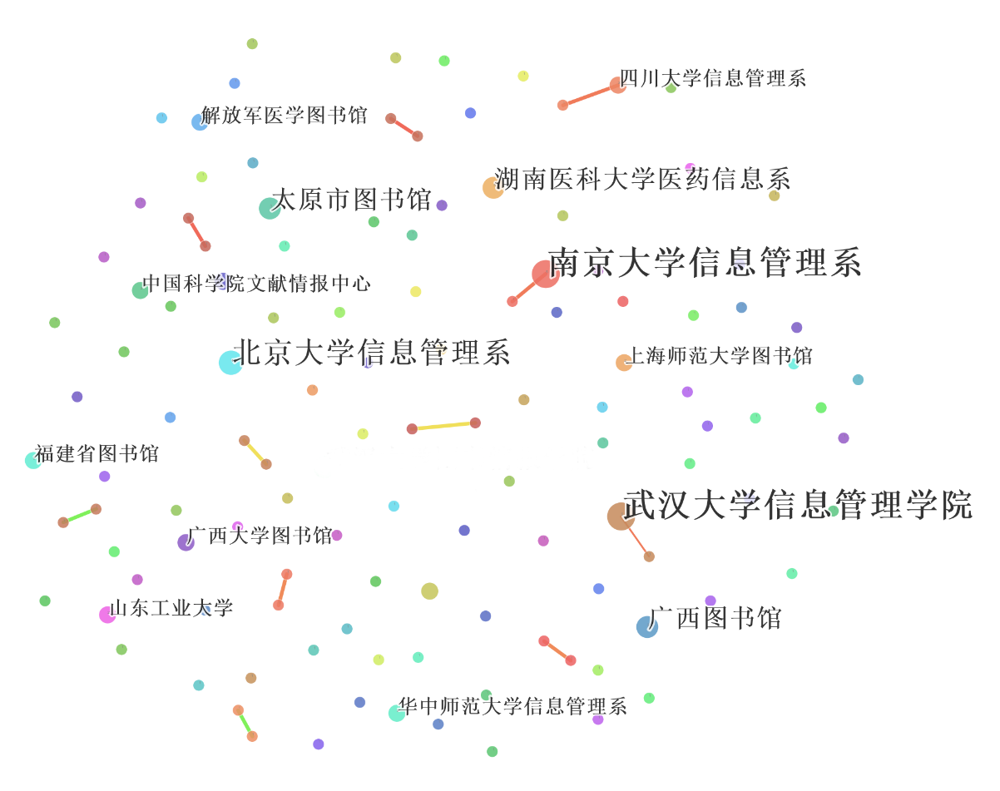 四川大学信息管理系
解放军医学图书馆
湖南医科大学医药信息系
太原市图书馆
南京大学信息管理系
中国科学院文献情报中心
北京大学信息管理系
上海师范大学图书馆
福建省图书馆
武汉大学信息管理学院
广西大学图书馆
山东工业大学
广西图书馆
华中师范大学信息管理系